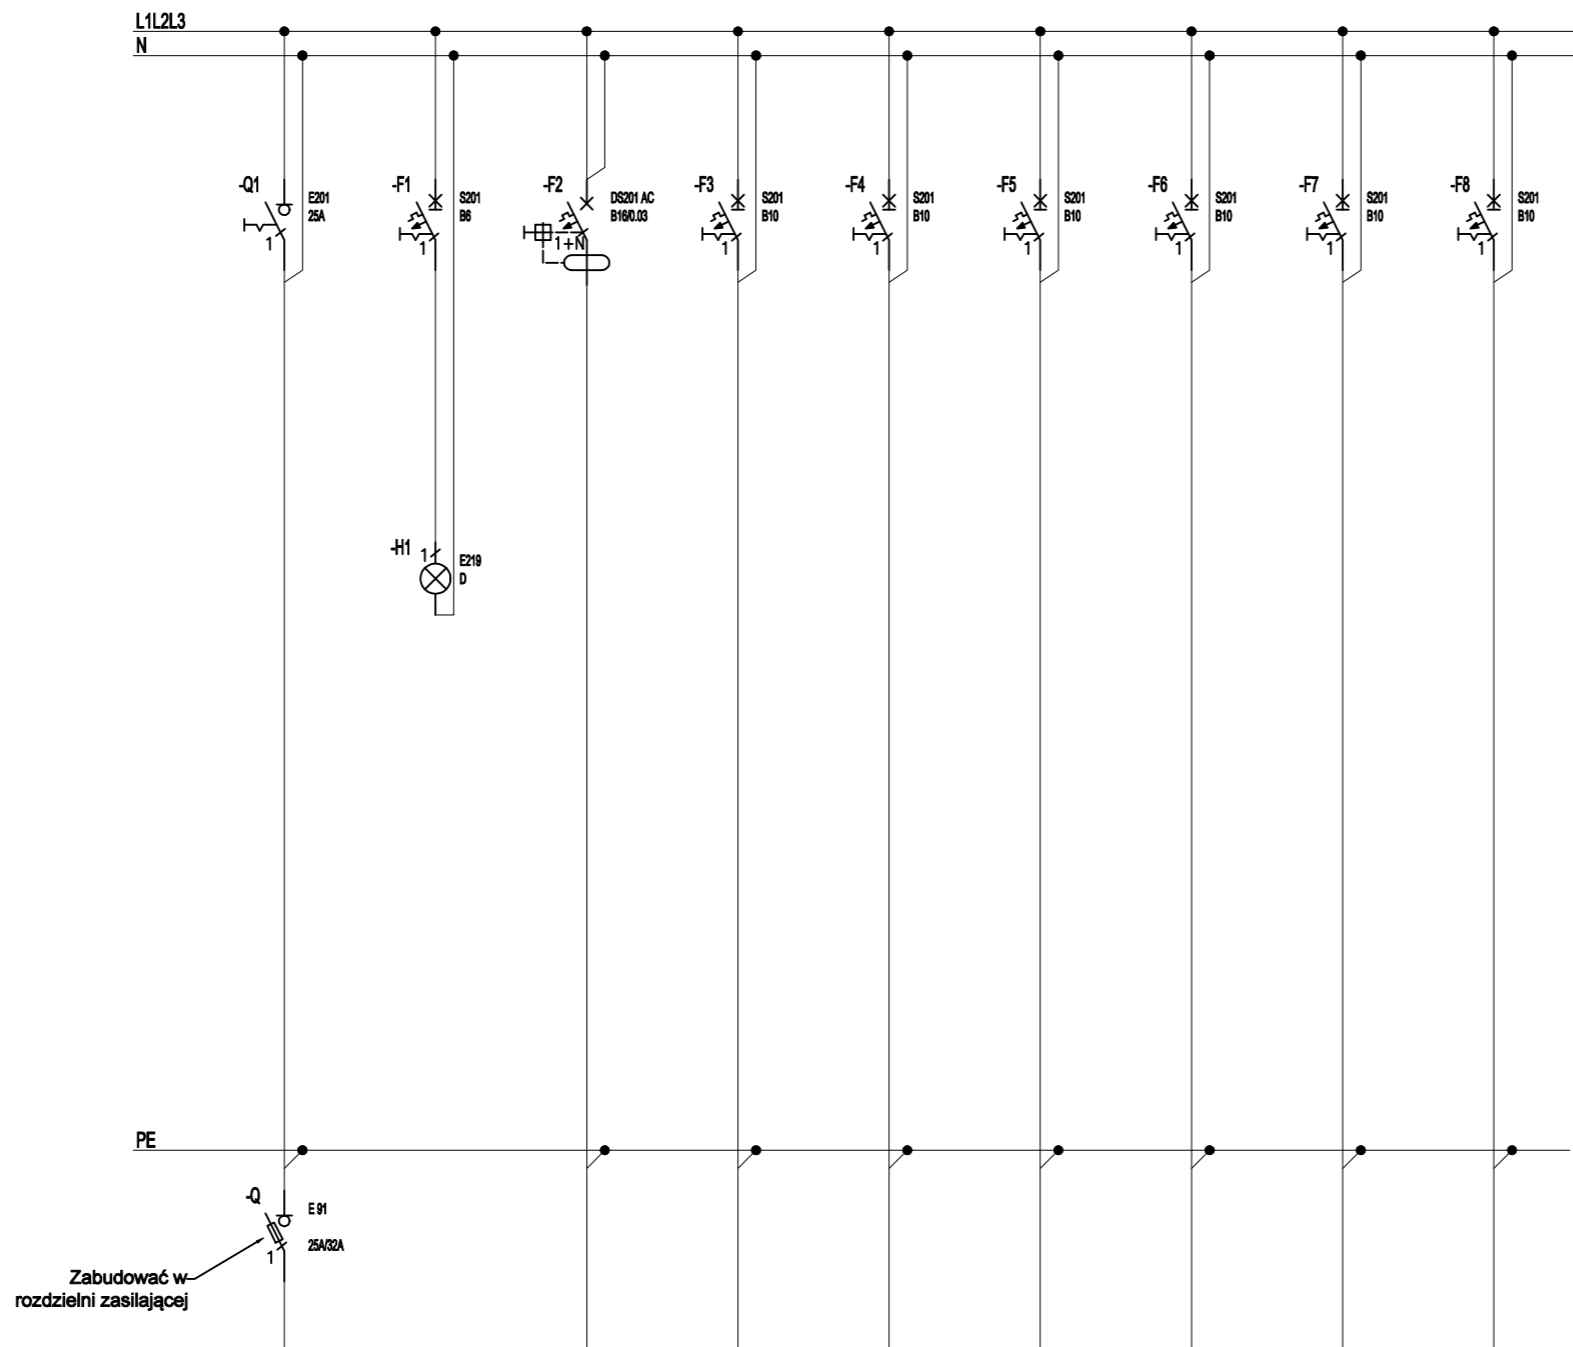 L1L2L3
N
-Q1
E201
25A
1
-F1
S201
B6
1
-F2
DS201 AC
B16/0.03
1+N
-F3
S201
B10
1
-F4
S201
B10
1
-F5
S201
B10
1
-F6
S201
B10
1
-F7
S201
B10
1
-F8
S201
B10
1
-H1
1
E219
D
PE
-Q
E 91
25A/32A
1
Zabudować w
rozdzielni zasilającej